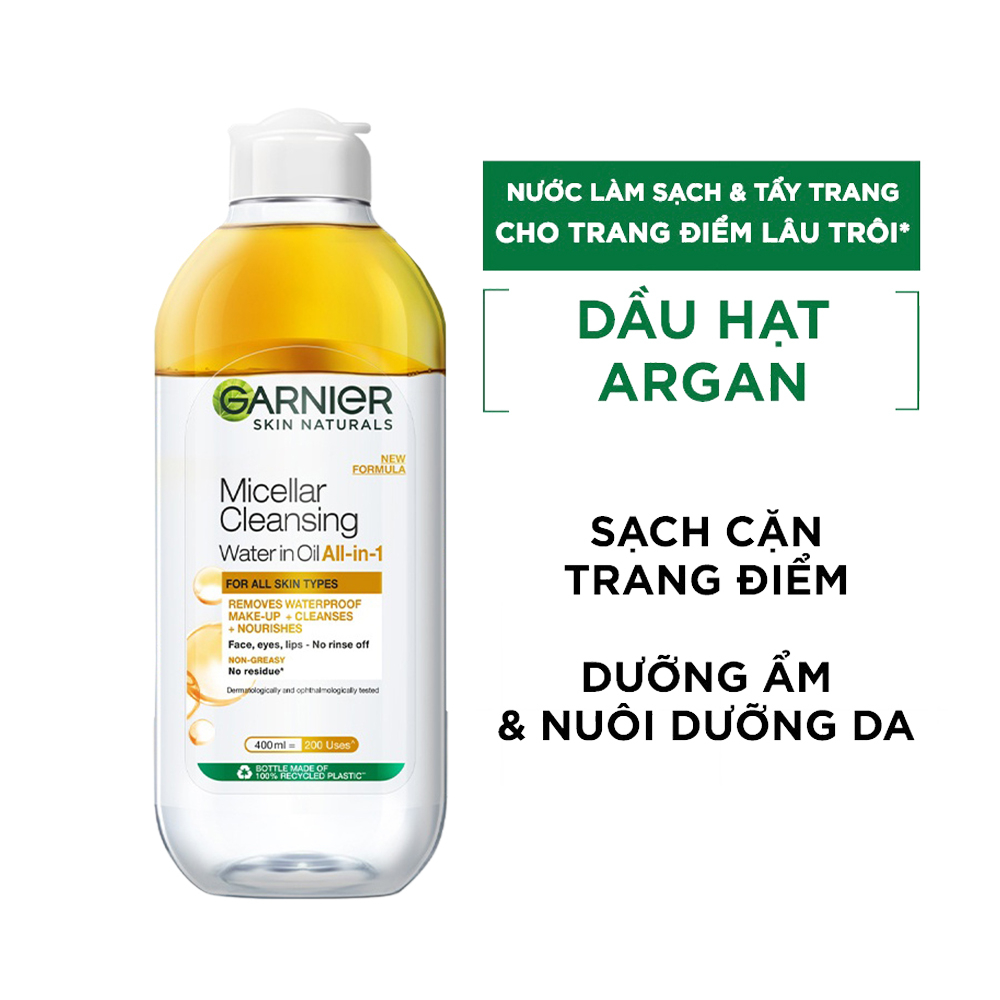 GARNIER
SKIN NATURALS
NEW
FORMULA
Micellar
Cleansing
Water in Oil All-in-1
FOR ALL SKIN TYPES
REMOVES WATERPROOF
MAKE-UP + CLEANSES
+ NOURISHES
Face, eyes, lips - No rinse off
NON-GREASY
No residue*
Dermatologically and ophthalmologically tested
400ml = 200 Uses^
BOTTLE MADE OF
100% RECYCLED PLASTIC**
NƯỚC LÀM SẠCH & TẨY TRANG
CHO TRANG ĐIỂM LÂU TRÔI*
DẦU HẠT
ARGAN
SẠCH CẶN
TRANG ĐIỂM
DƯỠNG ẨM
& NUÔI DƯỠNG DA